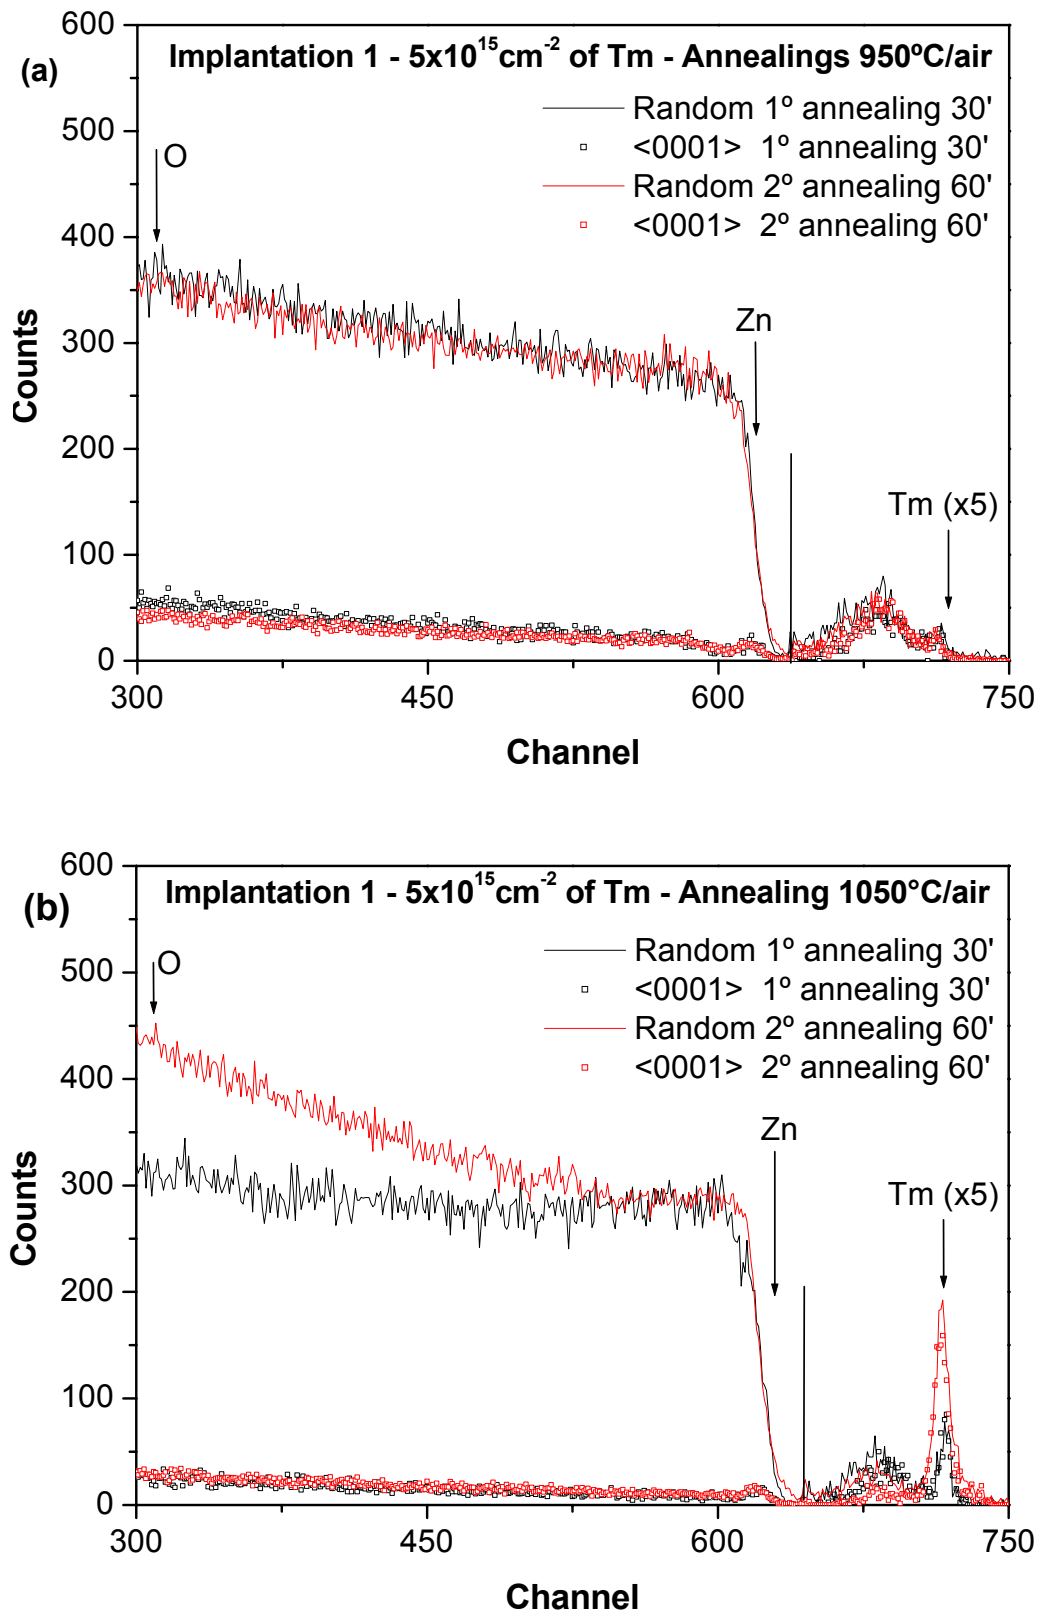 (a)
Implantation 1 - 5x10¹⁵cm⁻² of Tm - Annealings 950ºC/air
Random 1º annealing 30'
<0001> 1º annealing 30'
Random 2º annealing 60'
<0001> 2º annealing 60'
O
Zn
Tm (x5)
600
500
400
300
200
100
0
Counts
300
450
600
750
Channel
(b)
Implantation 1 - 5x10¹⁵cm⁻² of Tm - Annealing 1050°C/air
Random 1º annealing 30'
<0001> 1º annealing 30'
Random 2º annealing 60'
<0001> 2º annealing 60'
O
Zn
Tm (x5)
600
500
400
300
200
100
0
Counts
300
450
600
750
Channel